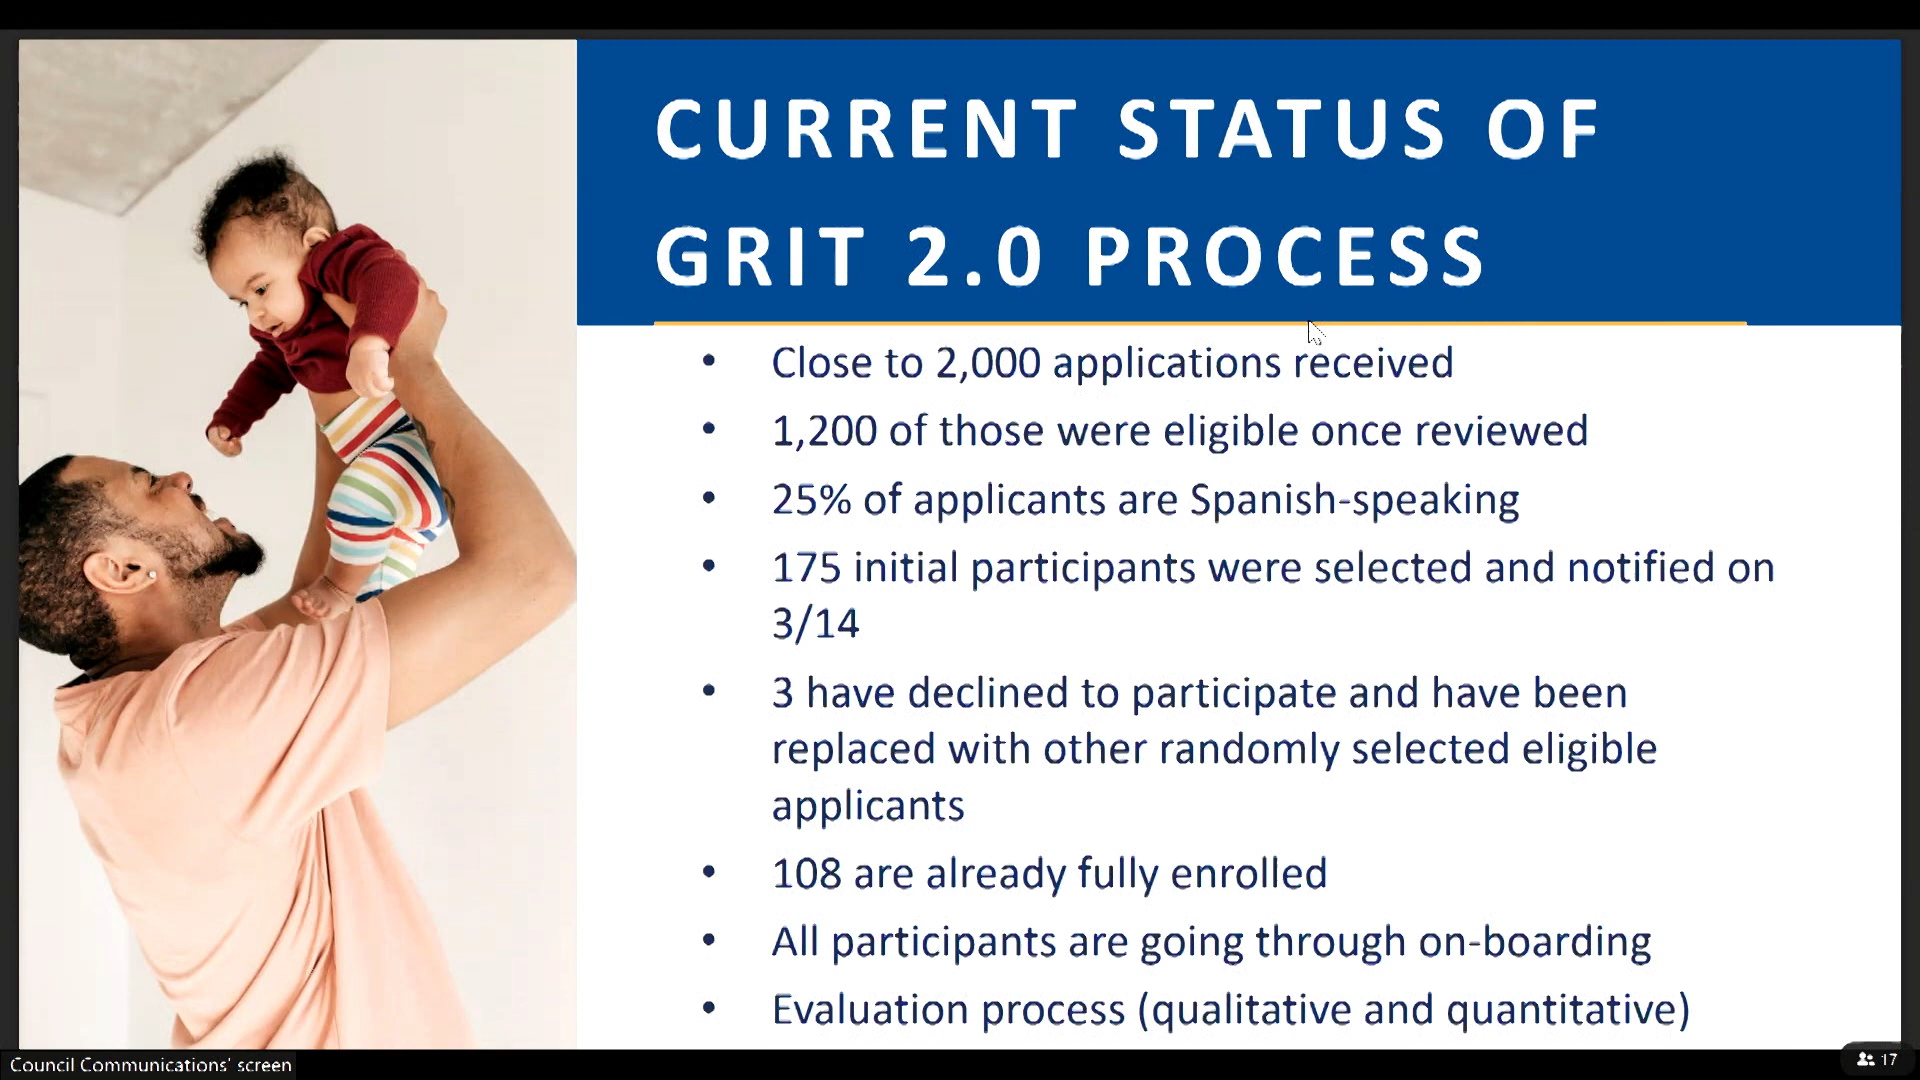 CURRENT STATUS OF
GRIT 2.0 PROCESS
• Close to 2,000 applications received
• 1,200 of those were eligible once reviewed
• 25% of applicants are Spanish-speaking
• 175 initial participants were selected and notified on
3/14
• 3 have declined to participate and have been
replaced with other randomly selected eligible
applicants
• 108 are already fully enrolled
• All participants are going through on-boarding
• Evaluation process (qualitative and quantitative)
Council Communications' screen
17